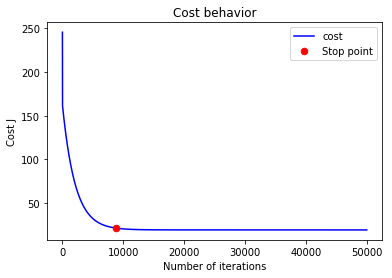 Cost behavior
cost
Stop point
250
200
150
100
50
Cost J
0
10000
20000
30000
40000
50000
Number of iterations